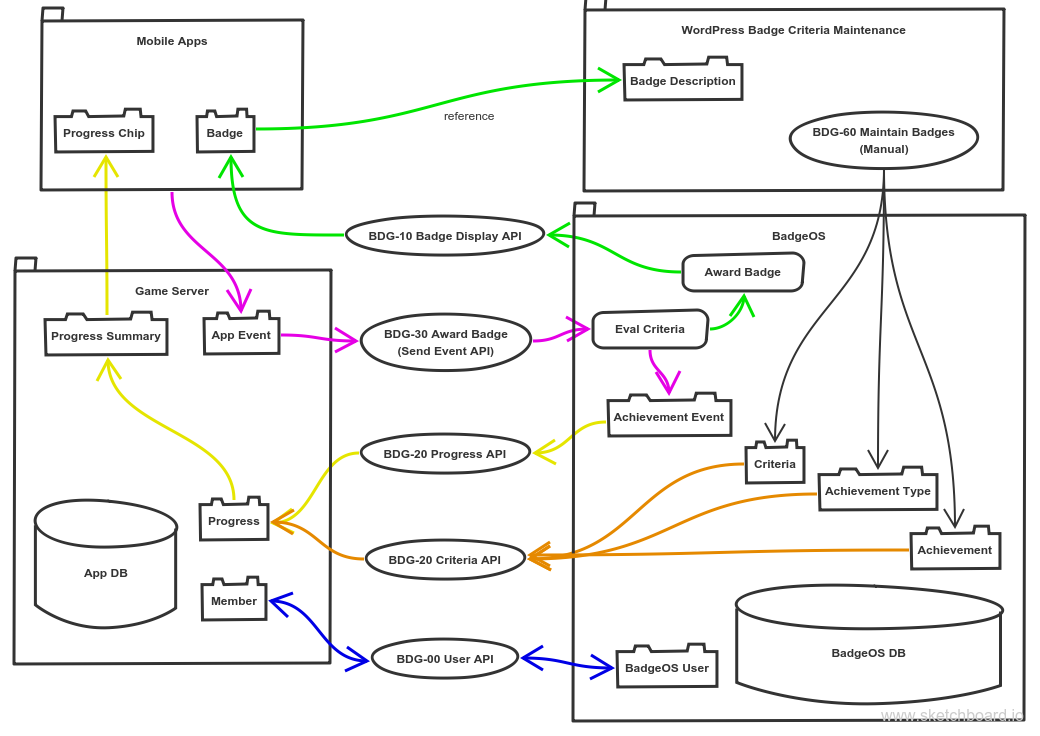 Mobile Apps
Progress Chip
Badge
reference
WordPress Badge Criteria Maintenance
Badge Description
BDG-60 Maintain Badges
(Manual)
BDG-10 Badge Display API
BadgeOS
Award Badge
Game Server
Progress Summary
App Event
BDG-30 Award Badge
(Send Event API)
Eval Criteria
Achievement Event
BDG-20 Progress API
Criteria
Achievement Type
Progress
BDG-20 Criteria API
Achievement
App DB
Member
BDG-00 User API
BadgeOS User
BadgeOS DB
www.sketchboard.io